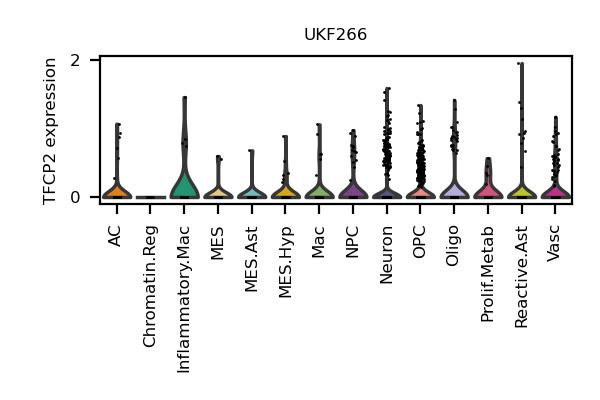 UKF266
TFCP2 expression
2
0
AC
Chromatin.Reg
Inflammatory.Mac
MES
MES.Ast
MES.Hyp
Mac
NPC
Neuron
OPC
Oligo
Prolif.Metab
Reactive.Ast
Vasc